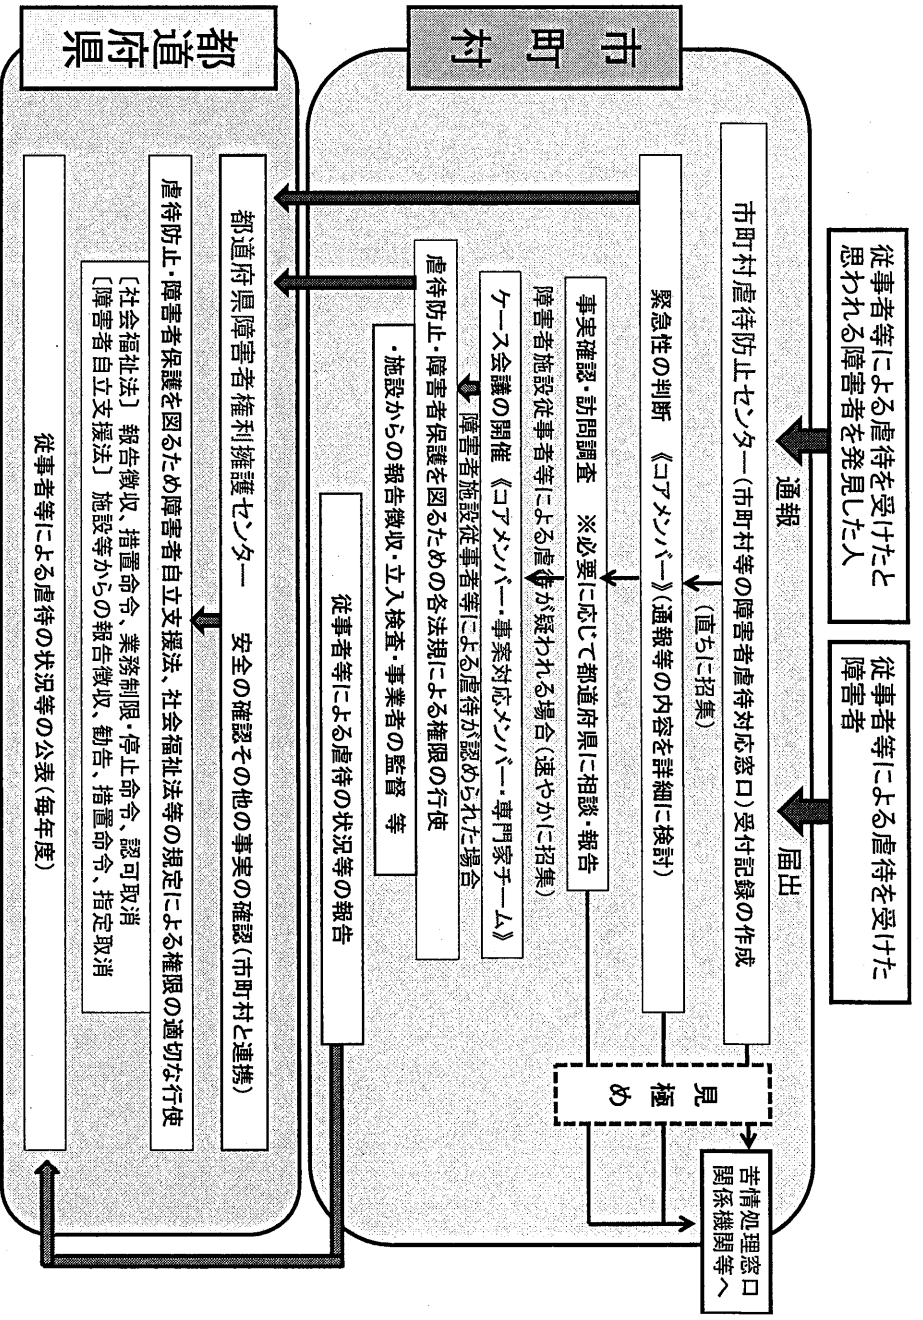 従事者等による虐待を受けたと
思われる障害者を発見した人
従事者等による虐待を受けた
障害者
通報
届出
市町村
市町村虐待防止センター(市町村等の障害者虐待対応窓口)受付記録の作成
(直ちに招集)
緊急性の判断 《コアメンバー》(通報等の内容を詳細に検討)
事実確認・訪問調査 ※必要に応じて都道府県に相談・報告
障害者施設従事者等による虐待が疑われる場合(速やかに招集)
ケース会議の開催《コアメンバー・事案対応メンバー・専門家チーム》
障害者施設従事者等による虐待が認められた場合
虐待防止・障害者保護を図るための各法規による権限の行使
・施設からの報告徴収・立入検査・事業者の監督 等
従事者等による虐待の状況等の報告
見極め
苦情処理窓口
関係機関等へ
都道府県
都道府県障害者権利擁護センター 安全の確認その他の事実の確認(市町村と連携)
虐待防止・障害者保護を図るため障害者自立支援法、社会福祉法等の規定による権限の適切な行使
〔社会福祉法〕報告徴収、措置命令、業務制限・停止命令、認可取消
〔障害者自立支援法〕施設等からの報告徴収、勧告、措置命令、指定取消
従事者等による虐待の状況等の公表(毎年度)